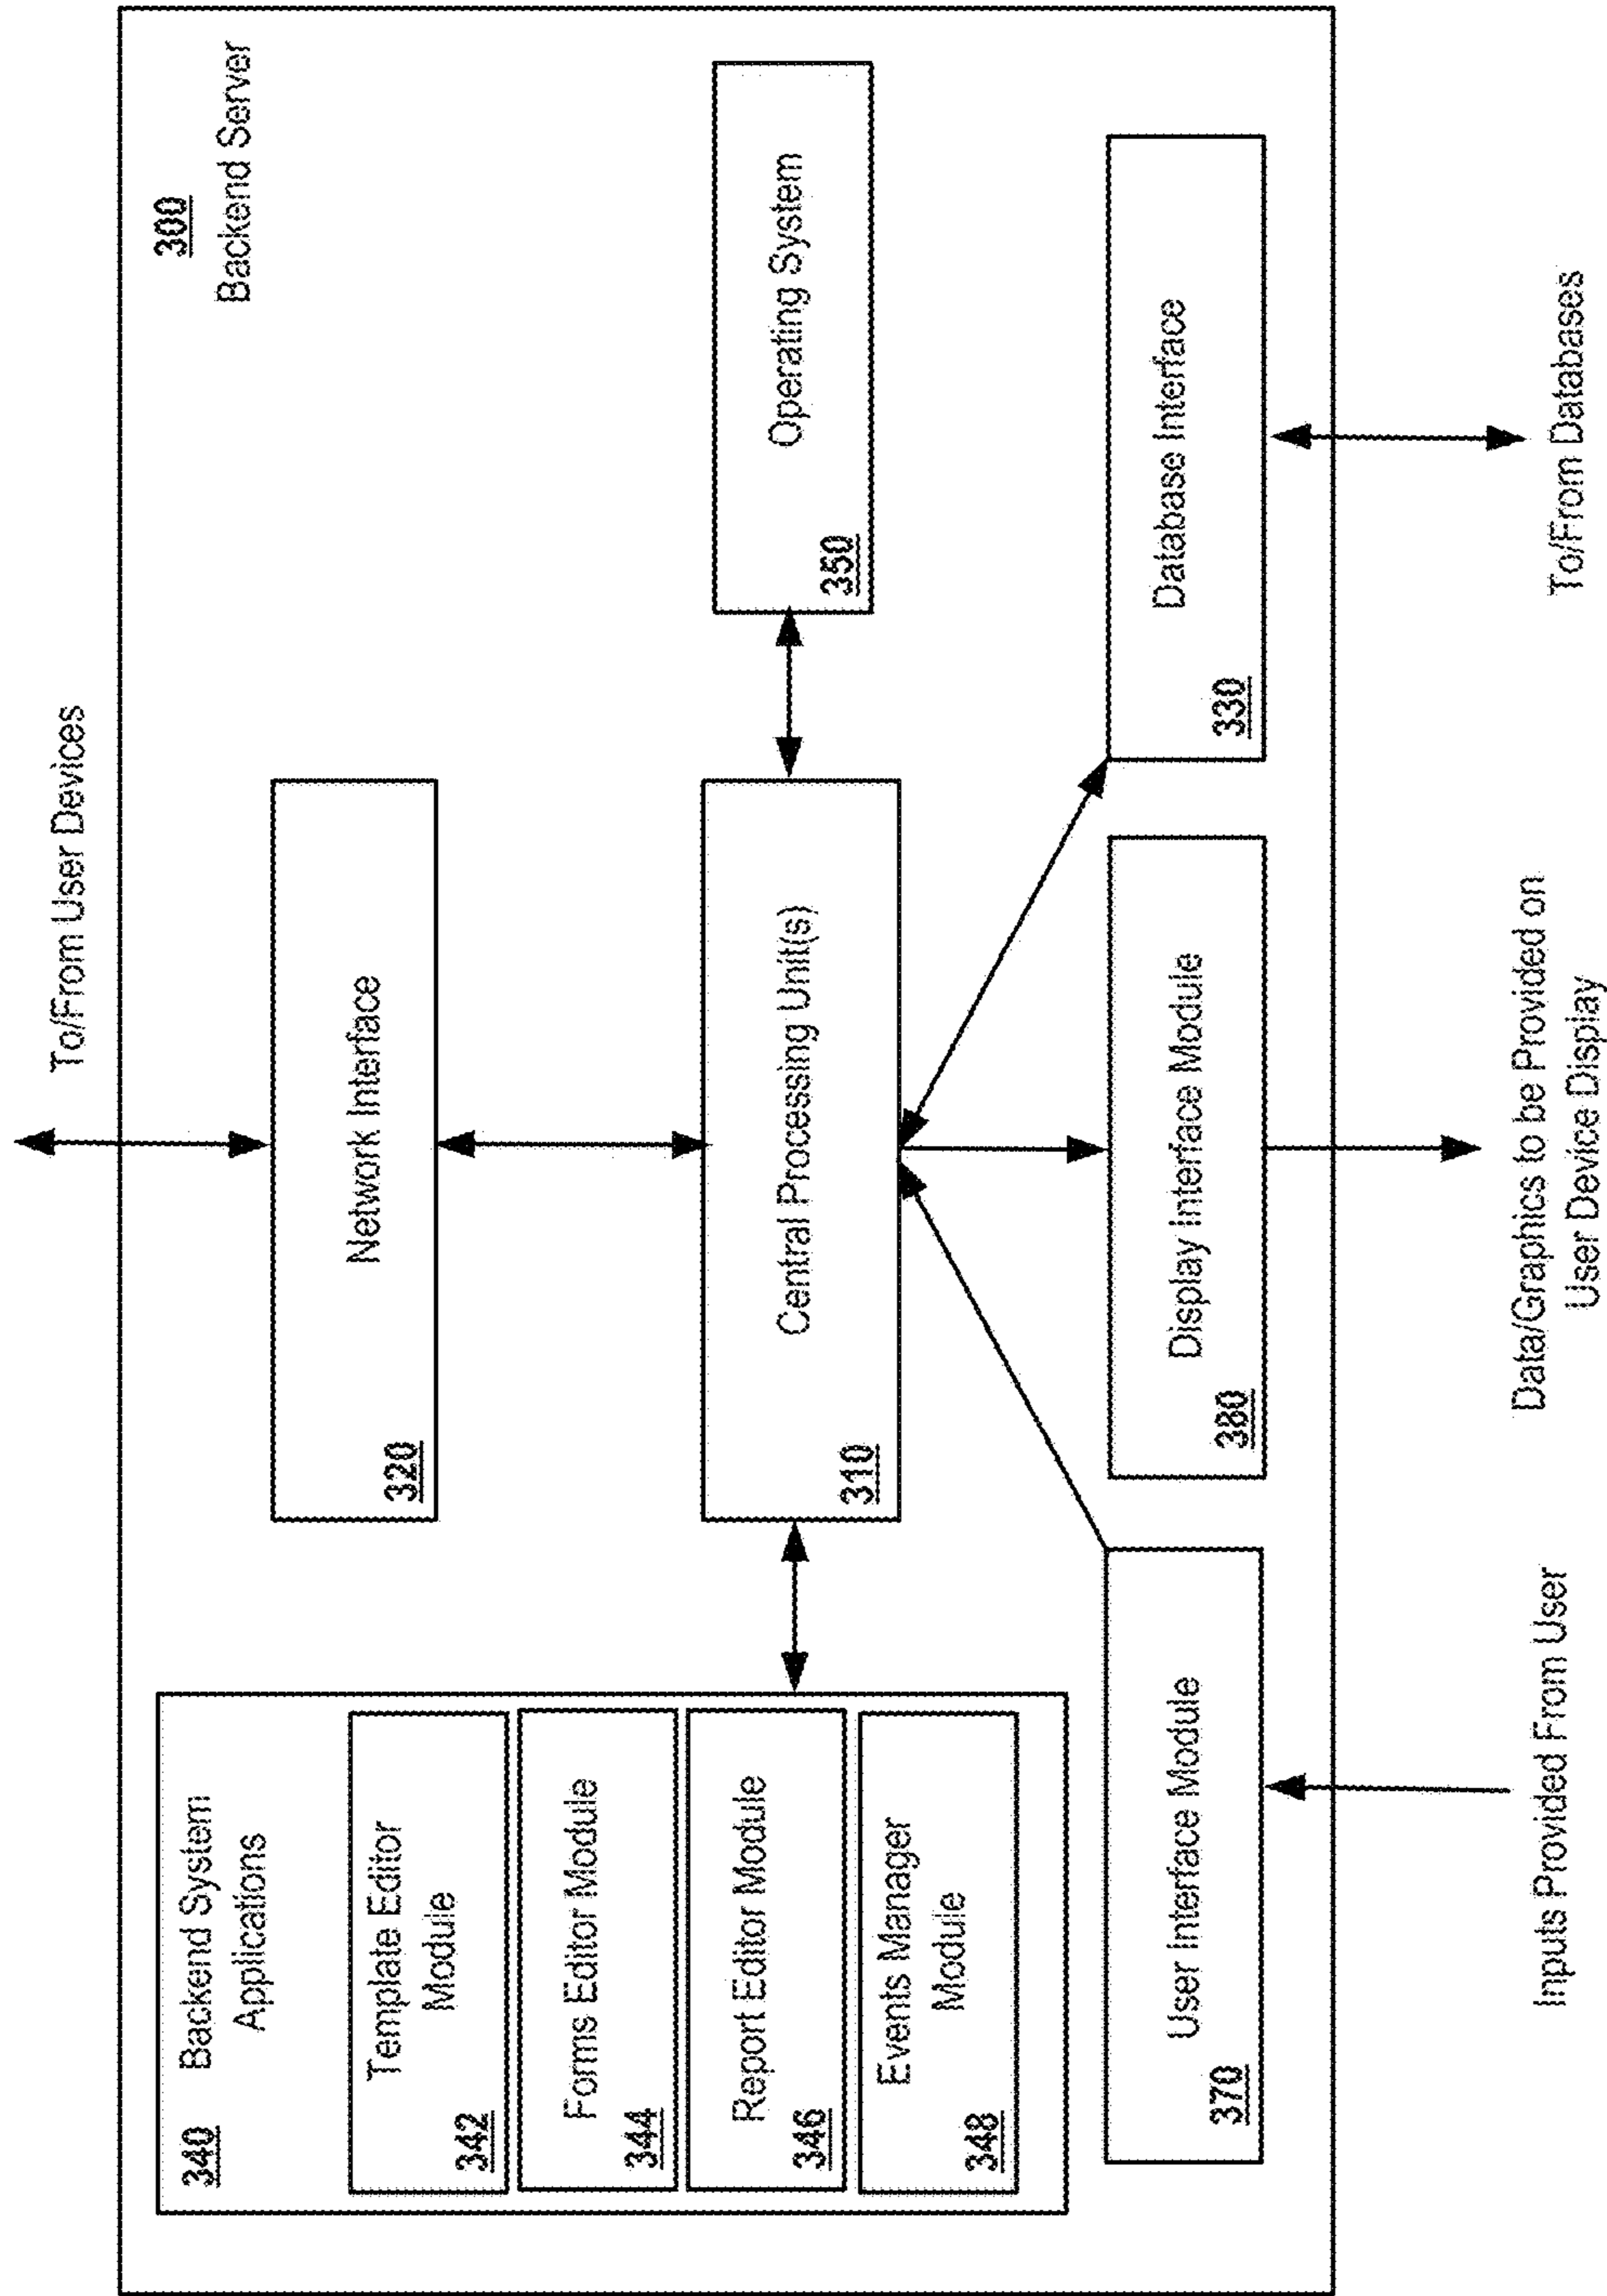 To/From User Devices
300
Backend Server
340
Backend System
Applications
Template Editor
Module
342
Forms Editor Module
344
Report Editor Module
346
Events Manager
Module
348
Network Interface
320
Central Processing Unit(s)
310
Operating System
350
User Interface Module
370
Display Interface Module
380
Database Interface
330
Inputs Provided From User
Data/Graphics to be Provided on
User Device Display
To/From Databases